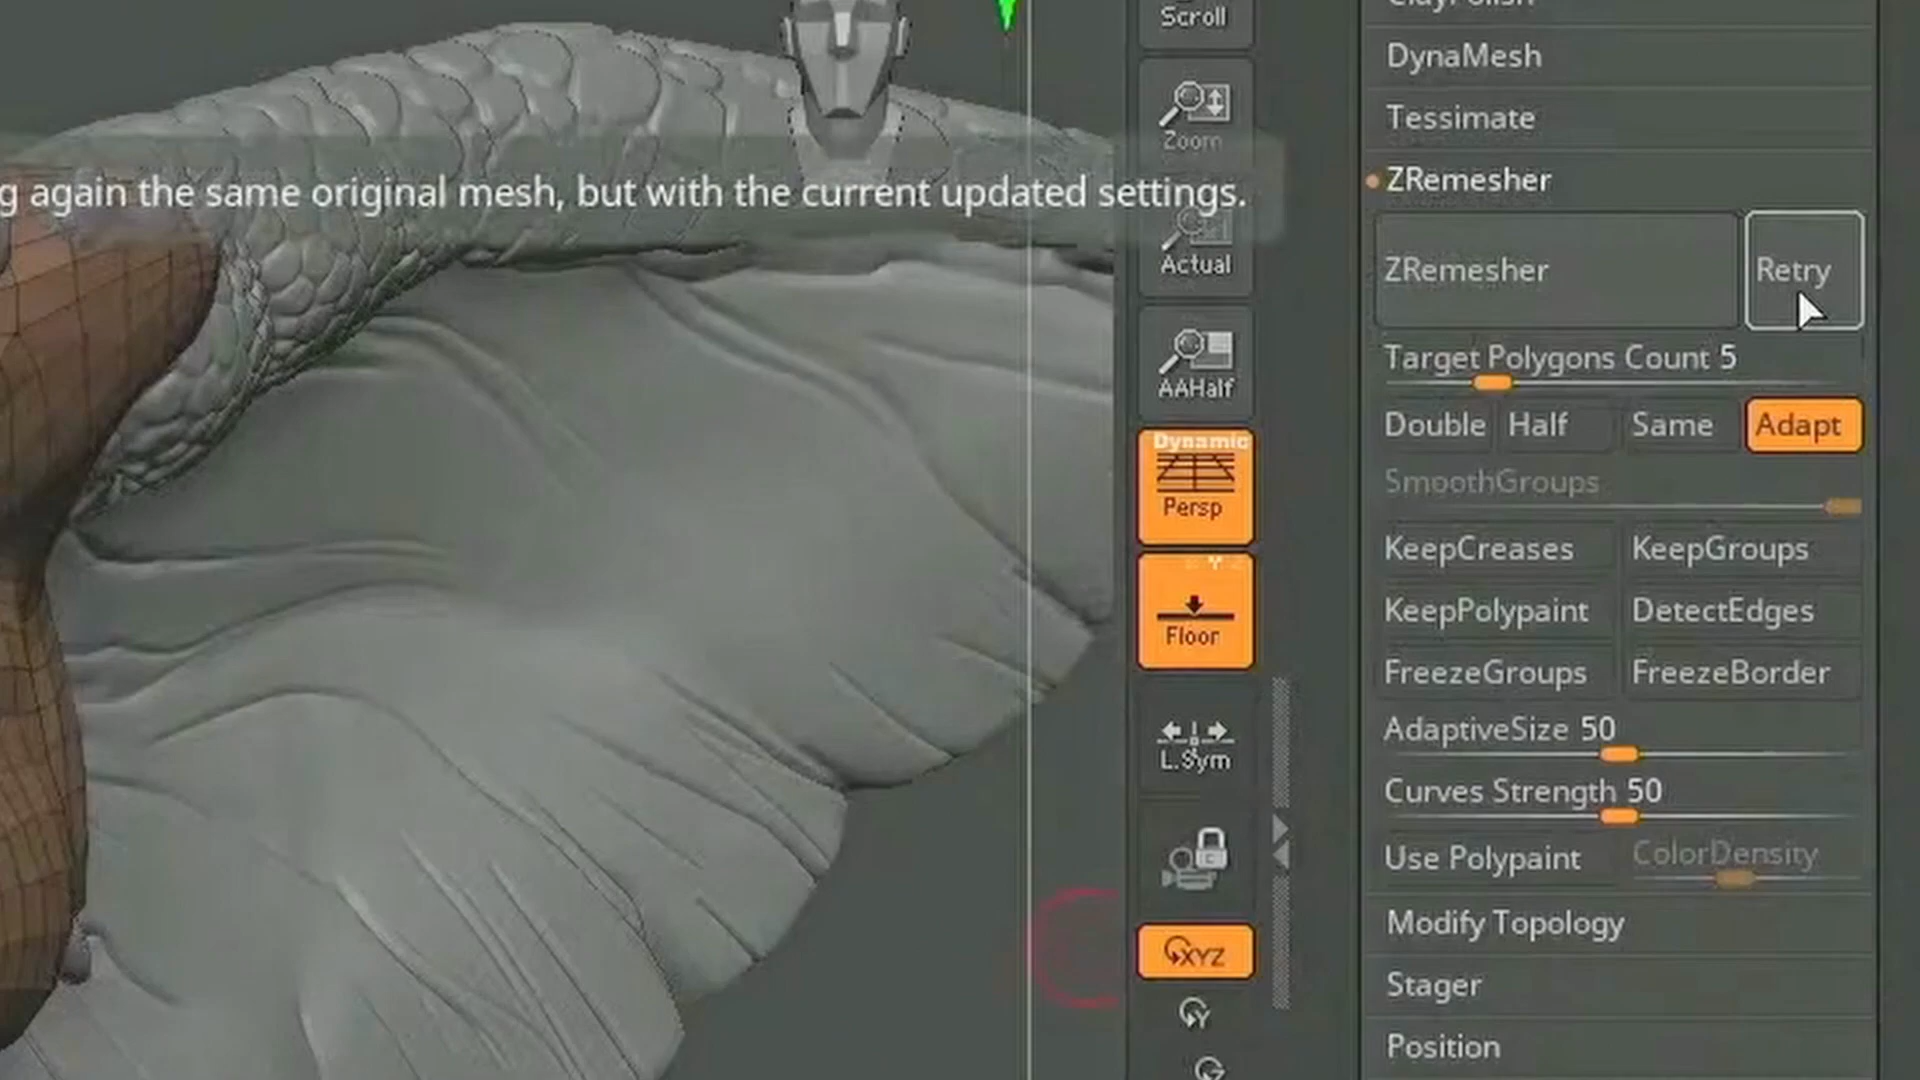 Scroll
DynaMesh
Tessimate
Zoom
ZRemesher
g again the same original mesh, but with the current updated settings.
Actual
ZRemesher
Retry
Target Polygons Count 5
AAHalf
Double Half Same Adapt
Dynamic
Persp
SmoothGroups
KeepCreases KeepGroups
KeepPolypaint DetectEdges
Floor
FreezeGroups FreezeBorder
AdaptiveSize 50
L.Sym
Curves Strength 50
Use Polypaint ColorDensity
Modify Topology
XYZ
Stager
Y
Position